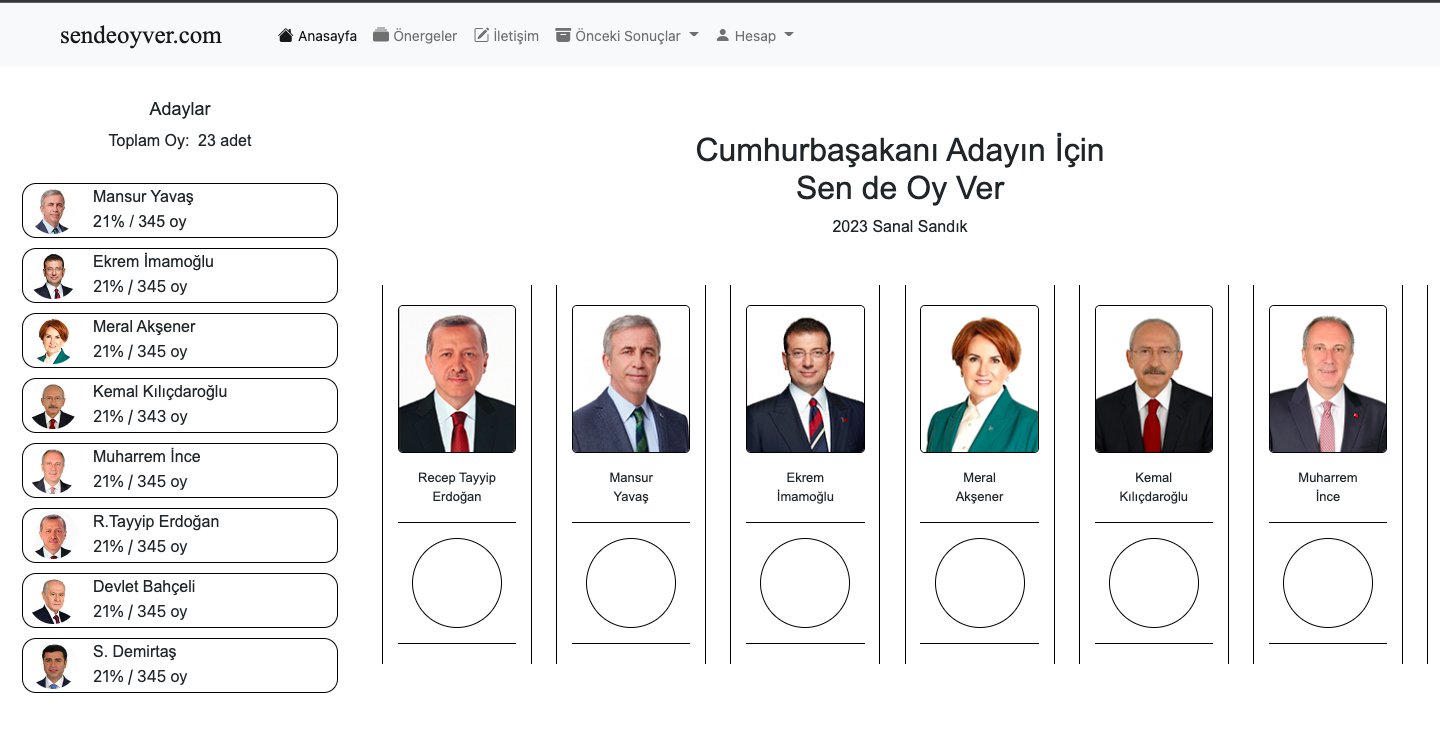 sendeoyver.com
Anasayfa
Önergeler
İletişim
Önceki Sonuçlar
Hesap
Adaylar
Toplam Oy: 23 adet
Mansur Yavaş
21% / 345 oy
Ekrem İmamoğlu
21% / 345 oy
Meral Akşener
21% / 345 oy
Kemal Kılıçdaroğlu
21% / 343 oy
Muharrem İnce
21% / 345 oy
R.Tayyip Erdoğan
21% / 345 oy
Devlet Bahçeli
21% / 345 oy
S. Demirtaş
21% / 345 oy
Cumhurbaşakanı Adayın İçin
Sen de Oy Ver
2023 Sanal Sandık
Recep Tayyip
Erdoğan
Mansur
Yavaş
Ekrem
İmamoğlu
Meral
Akşener
Kemal
Kılıçdaroğlu
Muharrem
İnce